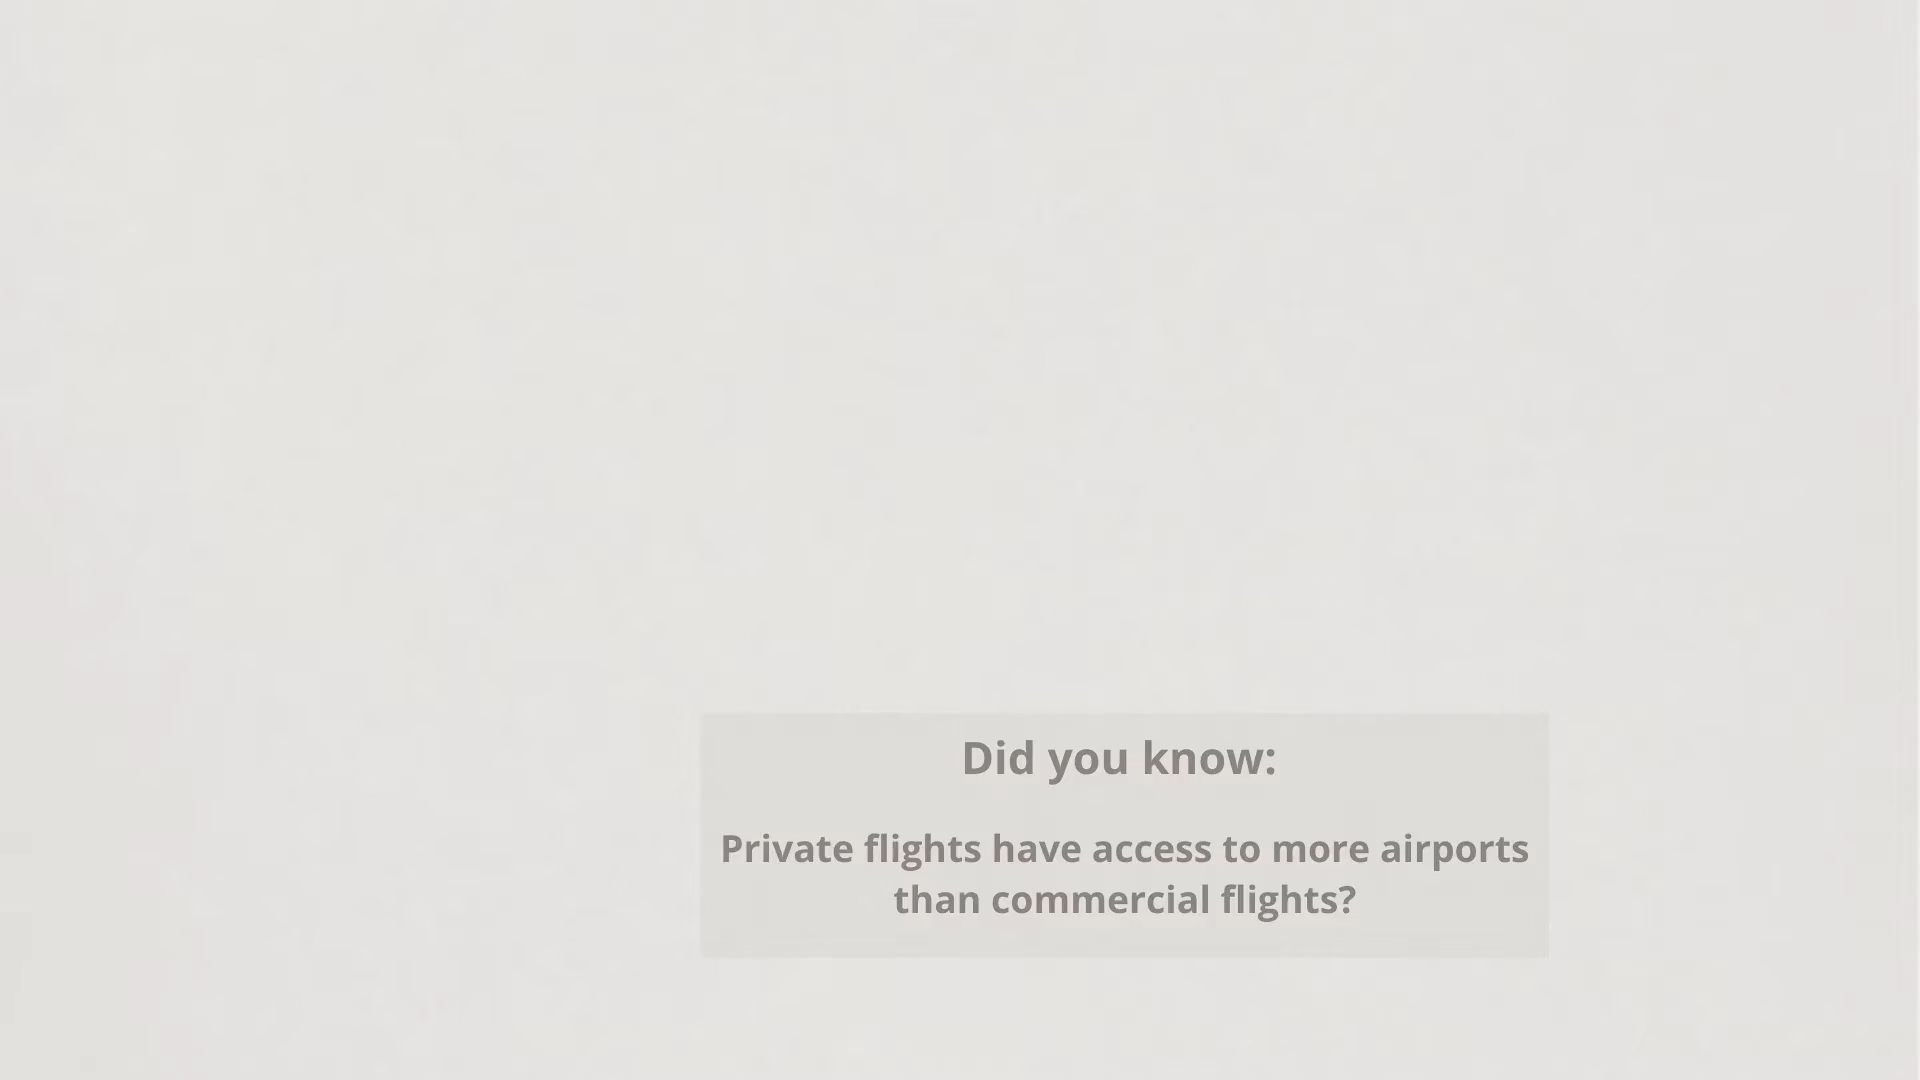 Did you know:
Private flights have access to more airports
than commercial flights?